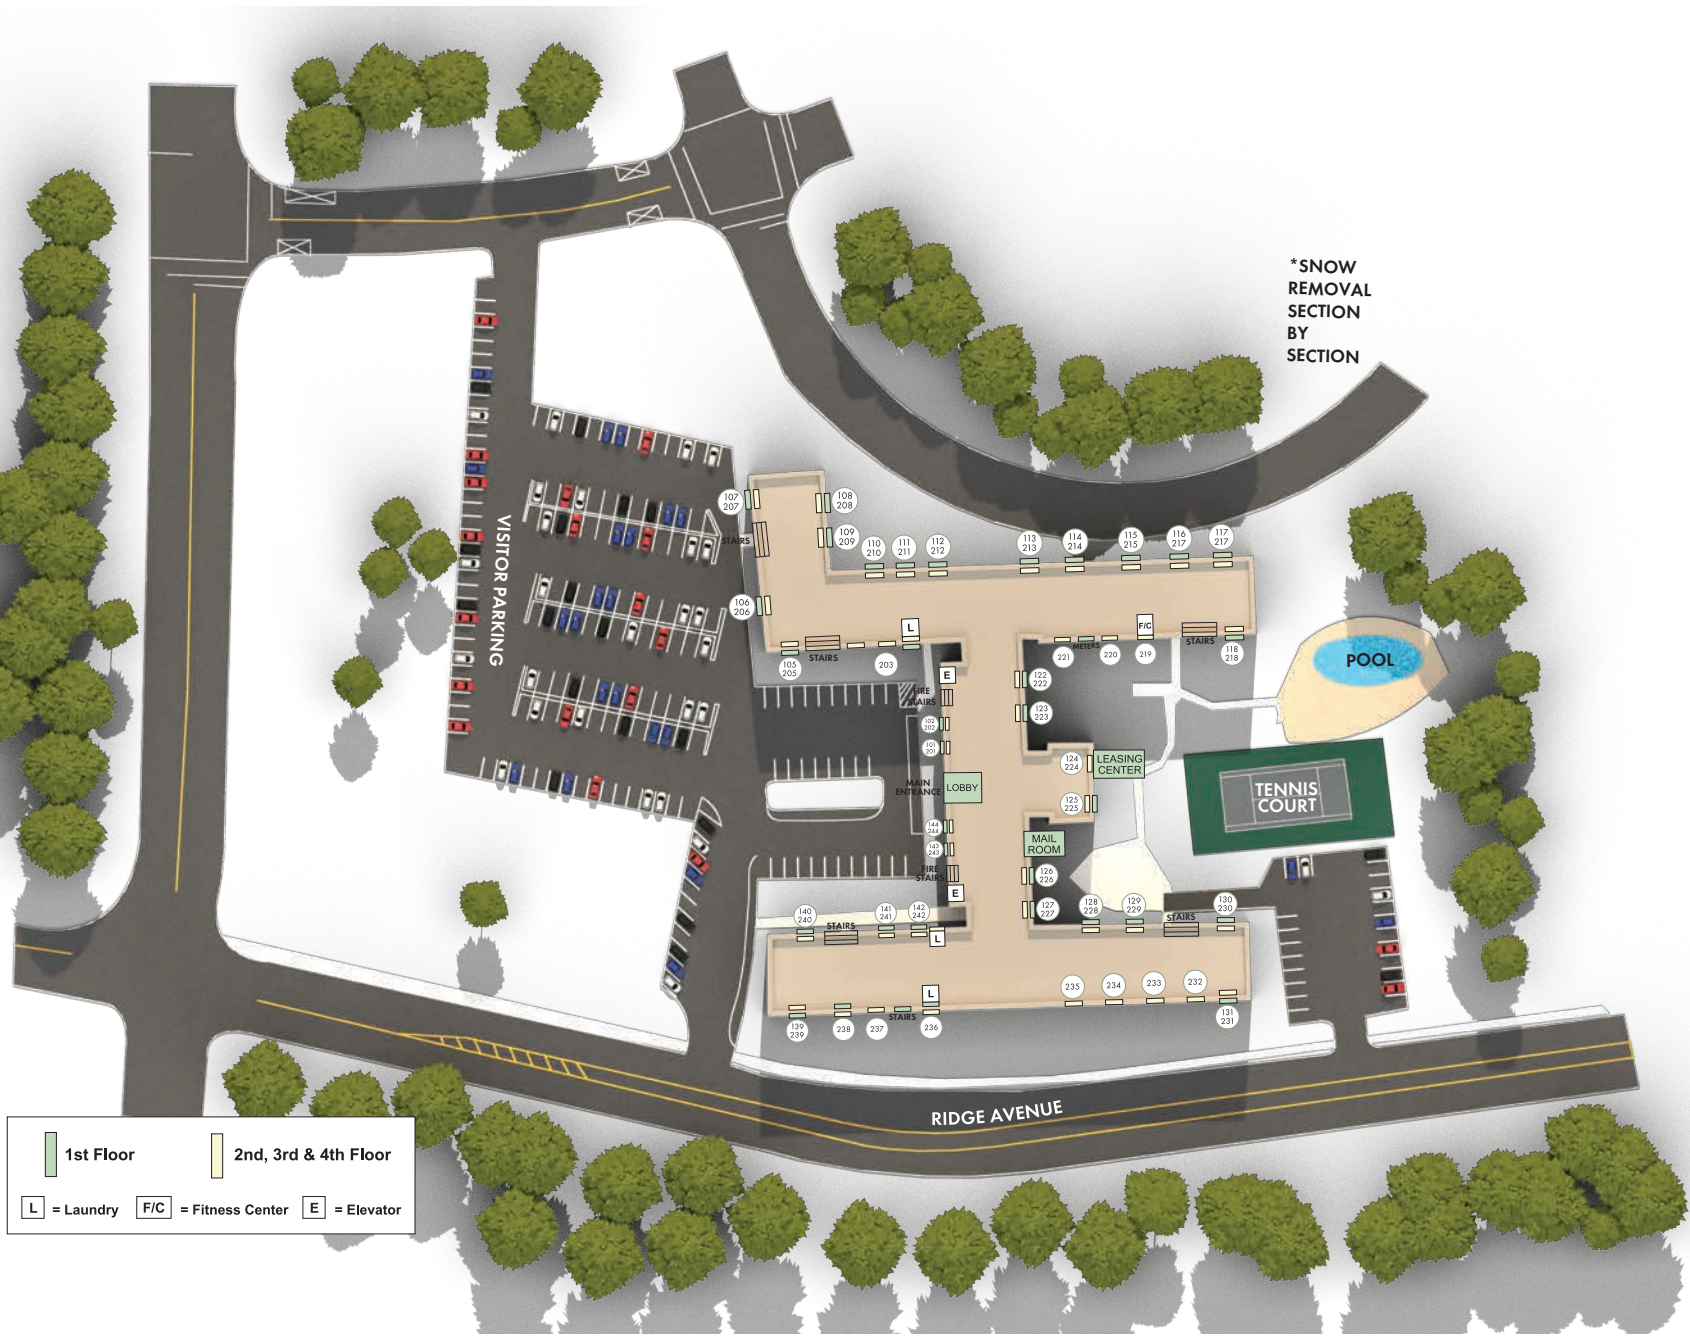 *SNOW
REMOVAL
SECTION
BY
SECTION
VISITOR PARKING
107
207
108
208
STAIRS
109
209
110
210
111
211
112
212
113
213
114
214
115
215
116
217
117
217
106
206
L
105
205
STAIRS
203
F/C
221
METERS
220
219
STAIRS
118
218
POOL
E
FIRE
STAIRS
122
222
123
223
102
202
101
201
124
224
LEASING
CENTER
MAIN
ENTRANCE
LOBBY
125
225
TENNIS
COURT
144
244
143
243
MAIL
ROOM
FIRE
STAIRS
E
126
226
127
227
140
240
STAIRS
141
241
142
242
L
128
228
129
229
STAIRS
130
230
L
139
239
238
237
STAIRS
236
235
234
233
232
131
231
RIDGE AVENUE
1st Floor
2nd, 3rd & 4th Floor
L = Laundry
F/C = Fitness Center
E = Elevator